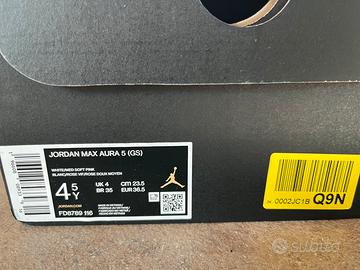 JORDAN MAX AURA 5 (GS)
WHITE/MED SOFT PINK
BLANC/ROSE VIF/ROSE DOUX MOYEN
4.5 Y
UK 4
CM 23.5
BR 35
EUR 36.5
JORDAN.COM
FD8789 116
0002JC1B Q9N
subito